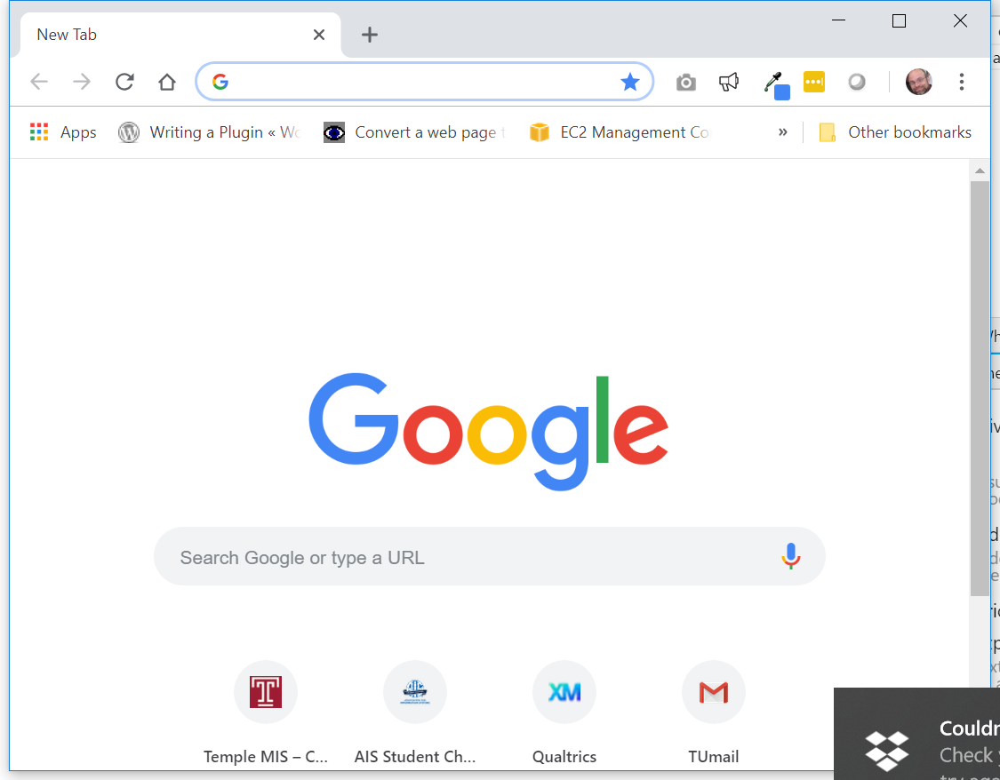 New Tab
Apps
Writing a Plugin « Wo
Convert a web page t
EC2 Management Co
»
Other bookmarks
Google
Search Google or type a URL
T
XM
Temple MIS – C...
AIS Student Ch...
Qualtrics
TUmail
Couldn
Check